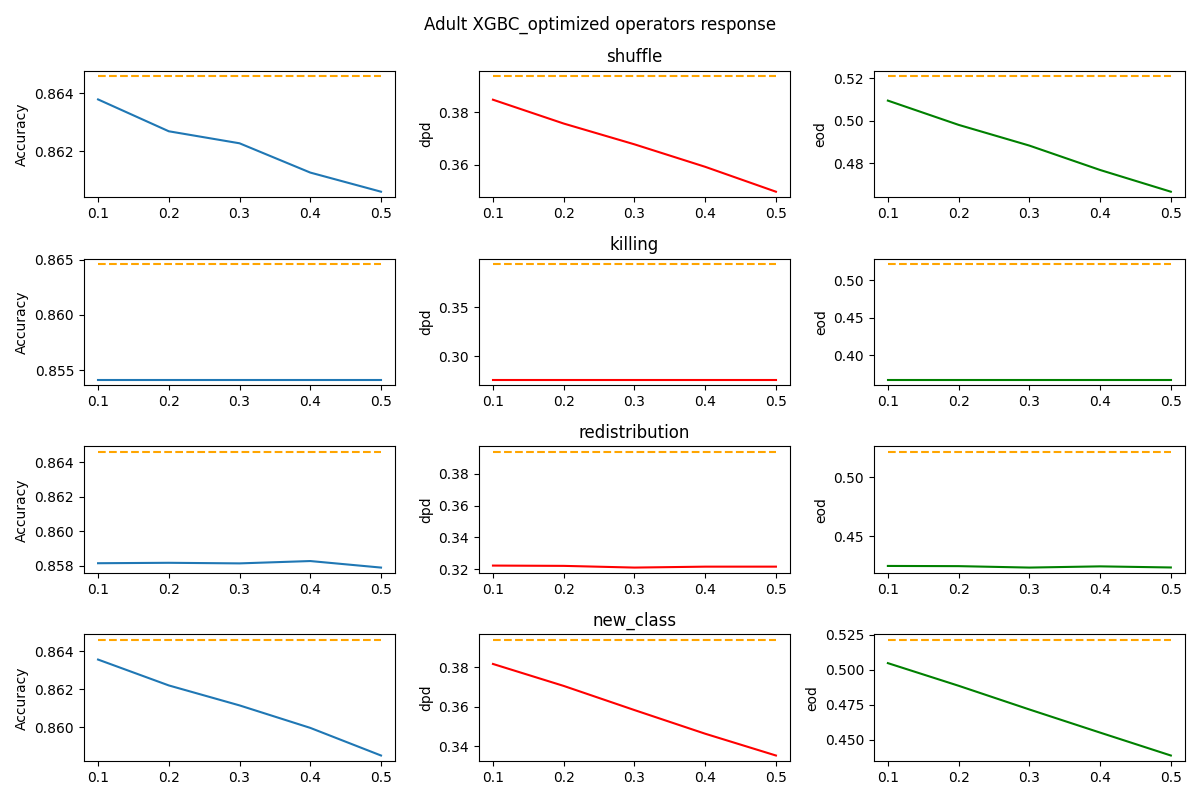 Adult XGBC_optimized operators response
shuffle
Accuracy
0.864
0.862
0.1 0.2 0.3 0.4 0.5
dpd
0.38
0.36
0.1 0.2 0.3 0.4 0.5
eod
0.52
0.50
0.48
0.1 0.2 0.3 0.4 0.5
killing
Accuracy
0.865
0.860
0.855
0.1 0.2 0.3 0.4 0.5
dpd
0.35
0.30
0.1 0.2 0.3 0.4 0.5
eod
0.50
0.45
0.40
0.1 0.2 0.3 0.4 0.5
redistribution
Accuracy
0.864
0.862
0.860
0.858
0.1 0.2 0.3 0.4 0.5
dpd
0.38
0.36
0.34
0.32
0.1 0.2 0.3 0.4 0.5
eod
0.50
0.45
0.1 0.2 0.3 0.4 0.5
new_class
Accuracy
0.864
0.862
0.860
0.1 0.2 0.3 0.4 0.5
dpd
0.38
0.36
0.34
0.1 0.2 0.3 0.4 0.5
eod
0.525
0.500
0.475
0.450
0.1 0.2 0.3 0.4 0.5